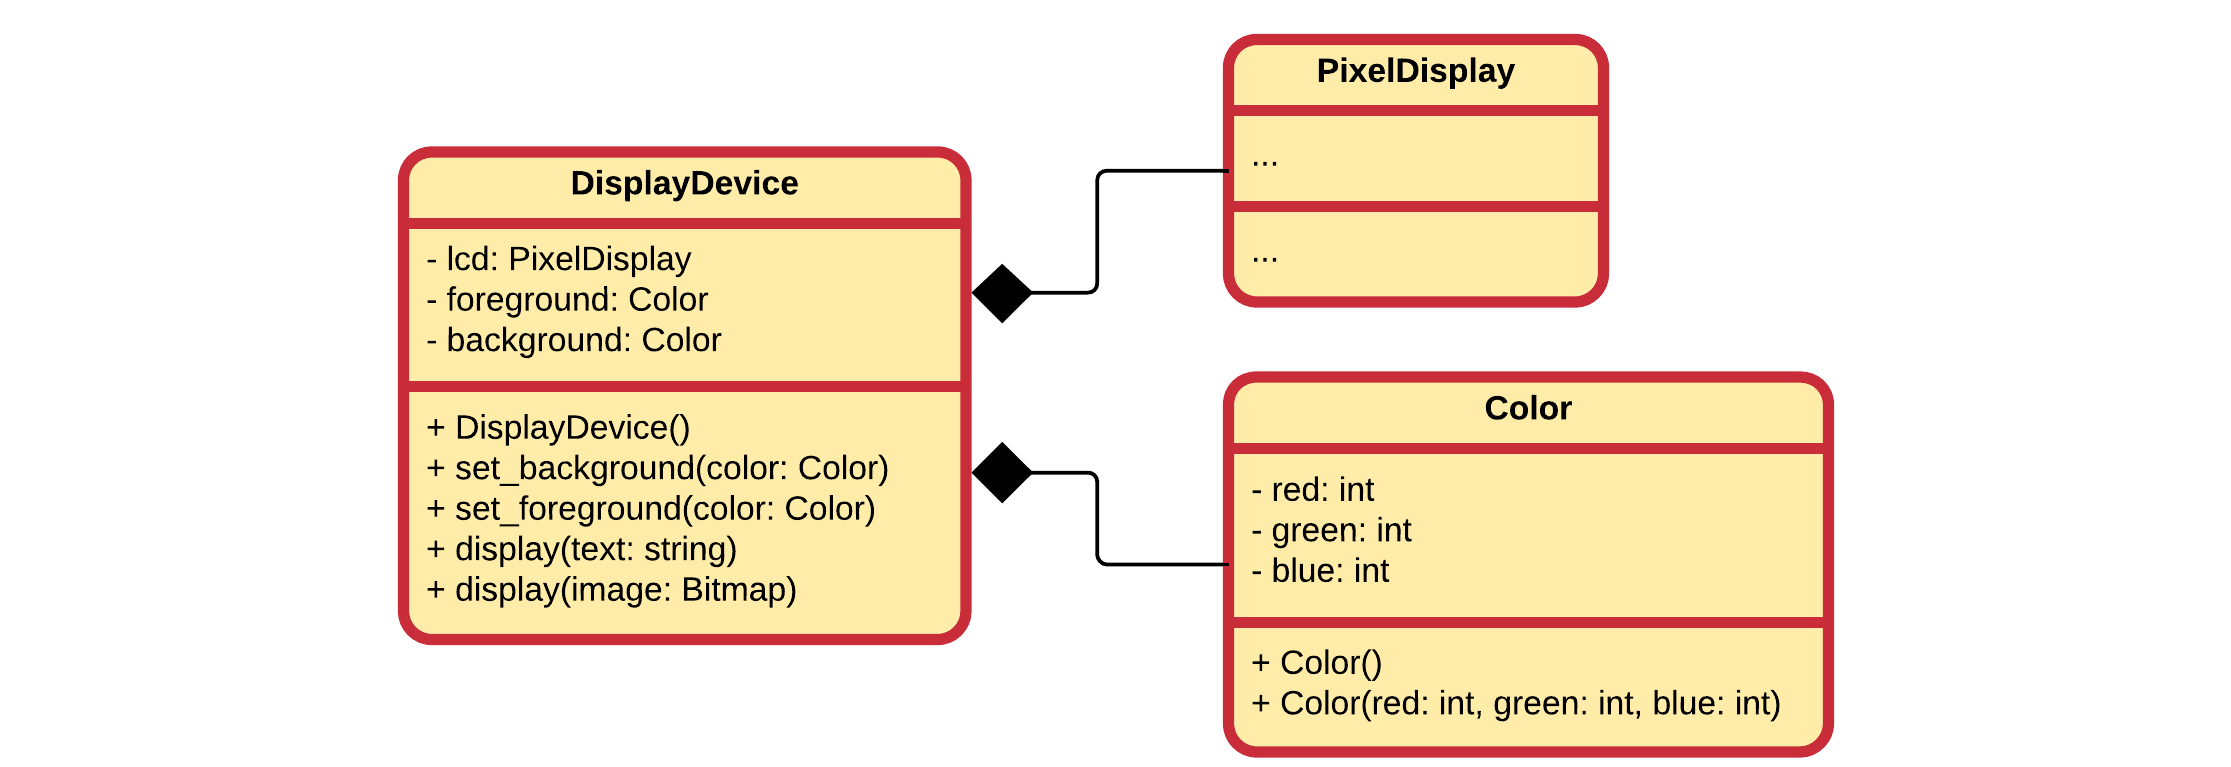 DisplayDevice
- lcd: PixelDisplay
- foreground: Color
- background: Color
+ DisplayDevice()
+ set_background(color: Color)
+ set_foreground(color: Color)
+ display(text: string)
+ display(image: Bitmap)
PixelDisplay
...
...
Color
- red: int
- green: int
- blue: int
+ Color()
+ Color(red: int, green: int, blue: int)